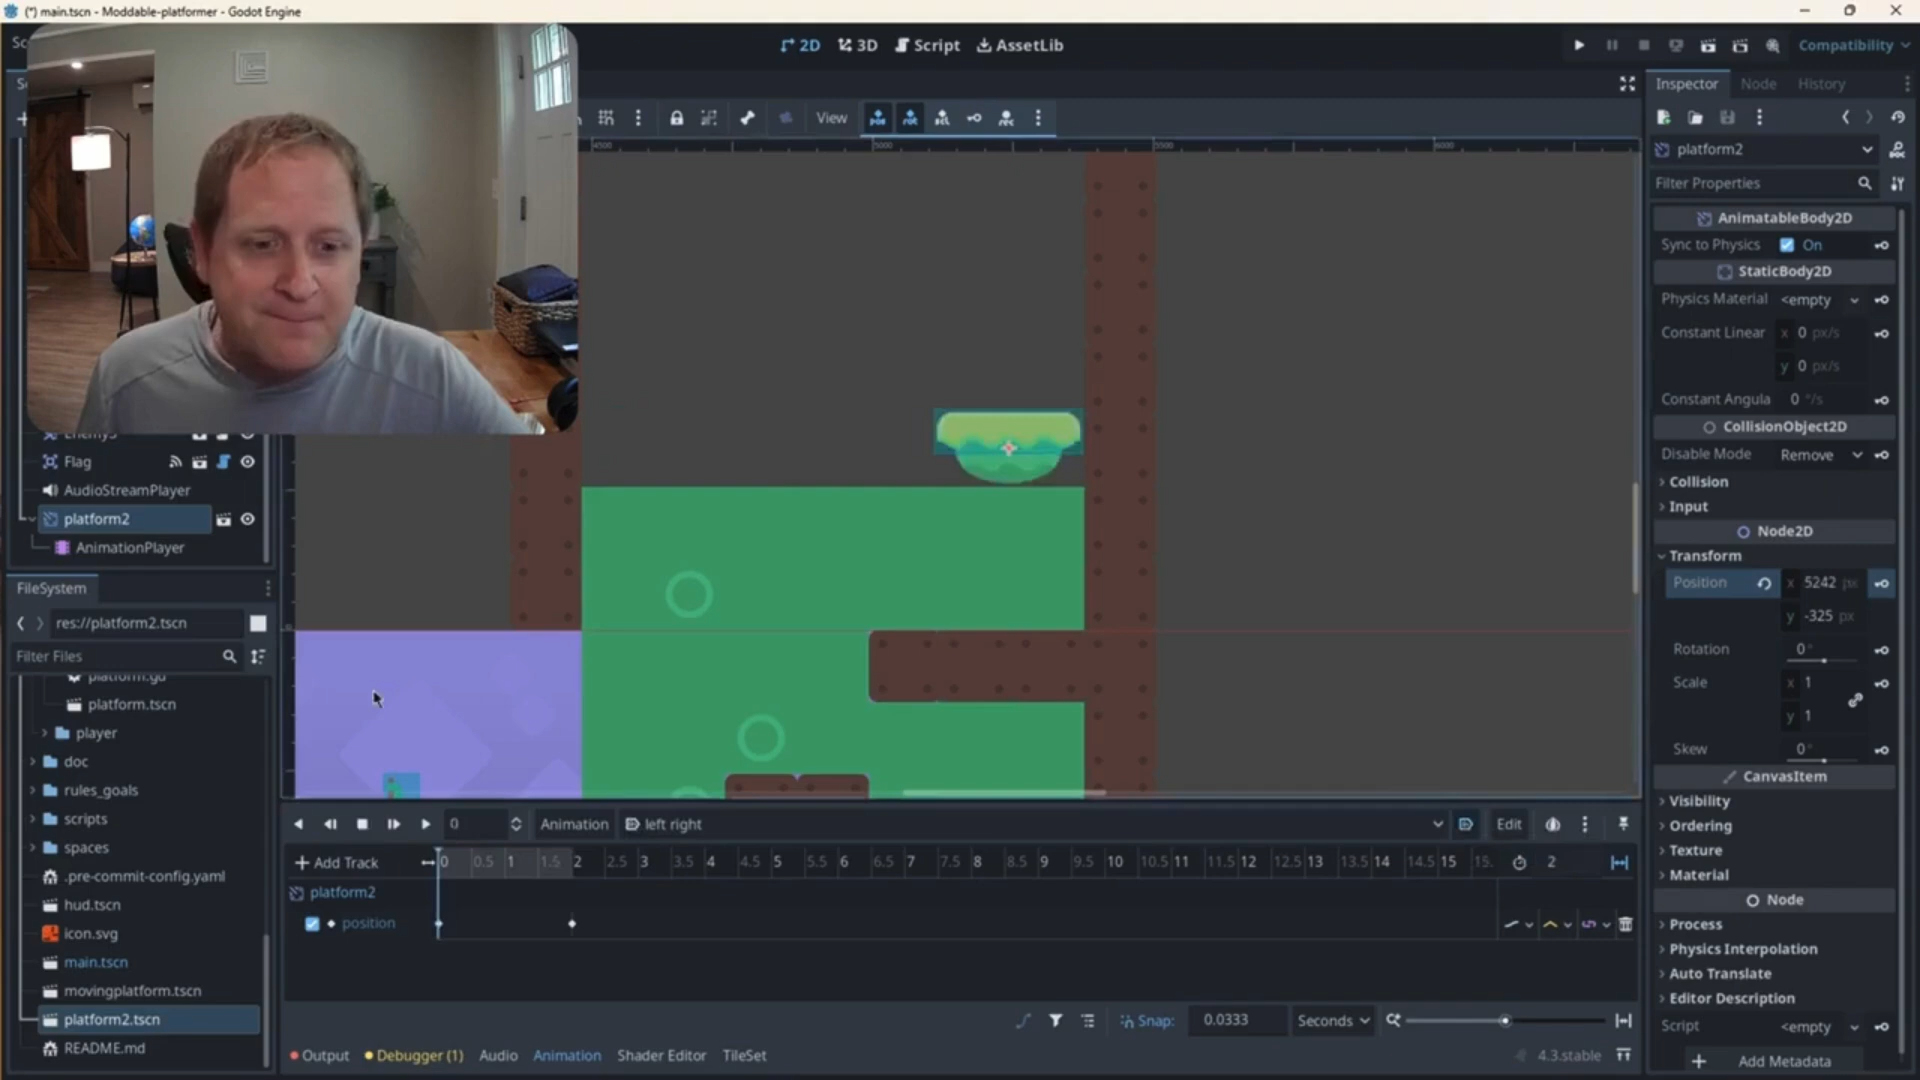 (*) main.tscn - Moddable-platformer - Godot Engine
2D
3D
Script
AssetLib
Compatibility
Inspector
Node
History
View
4500
5000
5500
6000
platform2
Filter Properties
AnimatableBody2D
Sync to Physics
On
StaticBody2D
Physics Material
<empty
Constant Linear
x 0 px/s
y 0 px/s
Constant Angula
0 °/s
CollisionObject2D
Disable Mode
Remove
Collision
Input
Node2D
Transform
Position
x 5242 px
y -325 px
Rotation
0 °
Scale
x 1
y 1
Skew
0 °
CanvasItem
Visibility
Ordering
Texture
Material
Node
Process
Physics Interpolation
Auto Translate
Editor Description
Script
<empty
Add Metadata
Flag
AudioStreamPlayer
platform2
AnimationPlayer
FileSystem
res://platform2.tscn
Filter Files
platform.gd
platform.tscn
player
doc
rules_goals
scripts
spaces
.pre-commit-config.yaml
hud.tscn
icon.svg
main.tscn
movingplatform.tscn
platform2.tscn
README.md
0
Animation
left right
Edit
Add Track
0 0.5 1 1.5 2 2.5 3 3.5 4 4.5 5 5.5 6 6.5 7 7.5 8 8.5 9 9.5 10 10.5 11 11.5 12 12.5 13 13.5 14 14.5 15 15.
2
platform2
position
Snap:
0.0333
Seconds
Output
Debugger (1)
Audio
Animation
Shader Editor
TileSet
4.3.stable